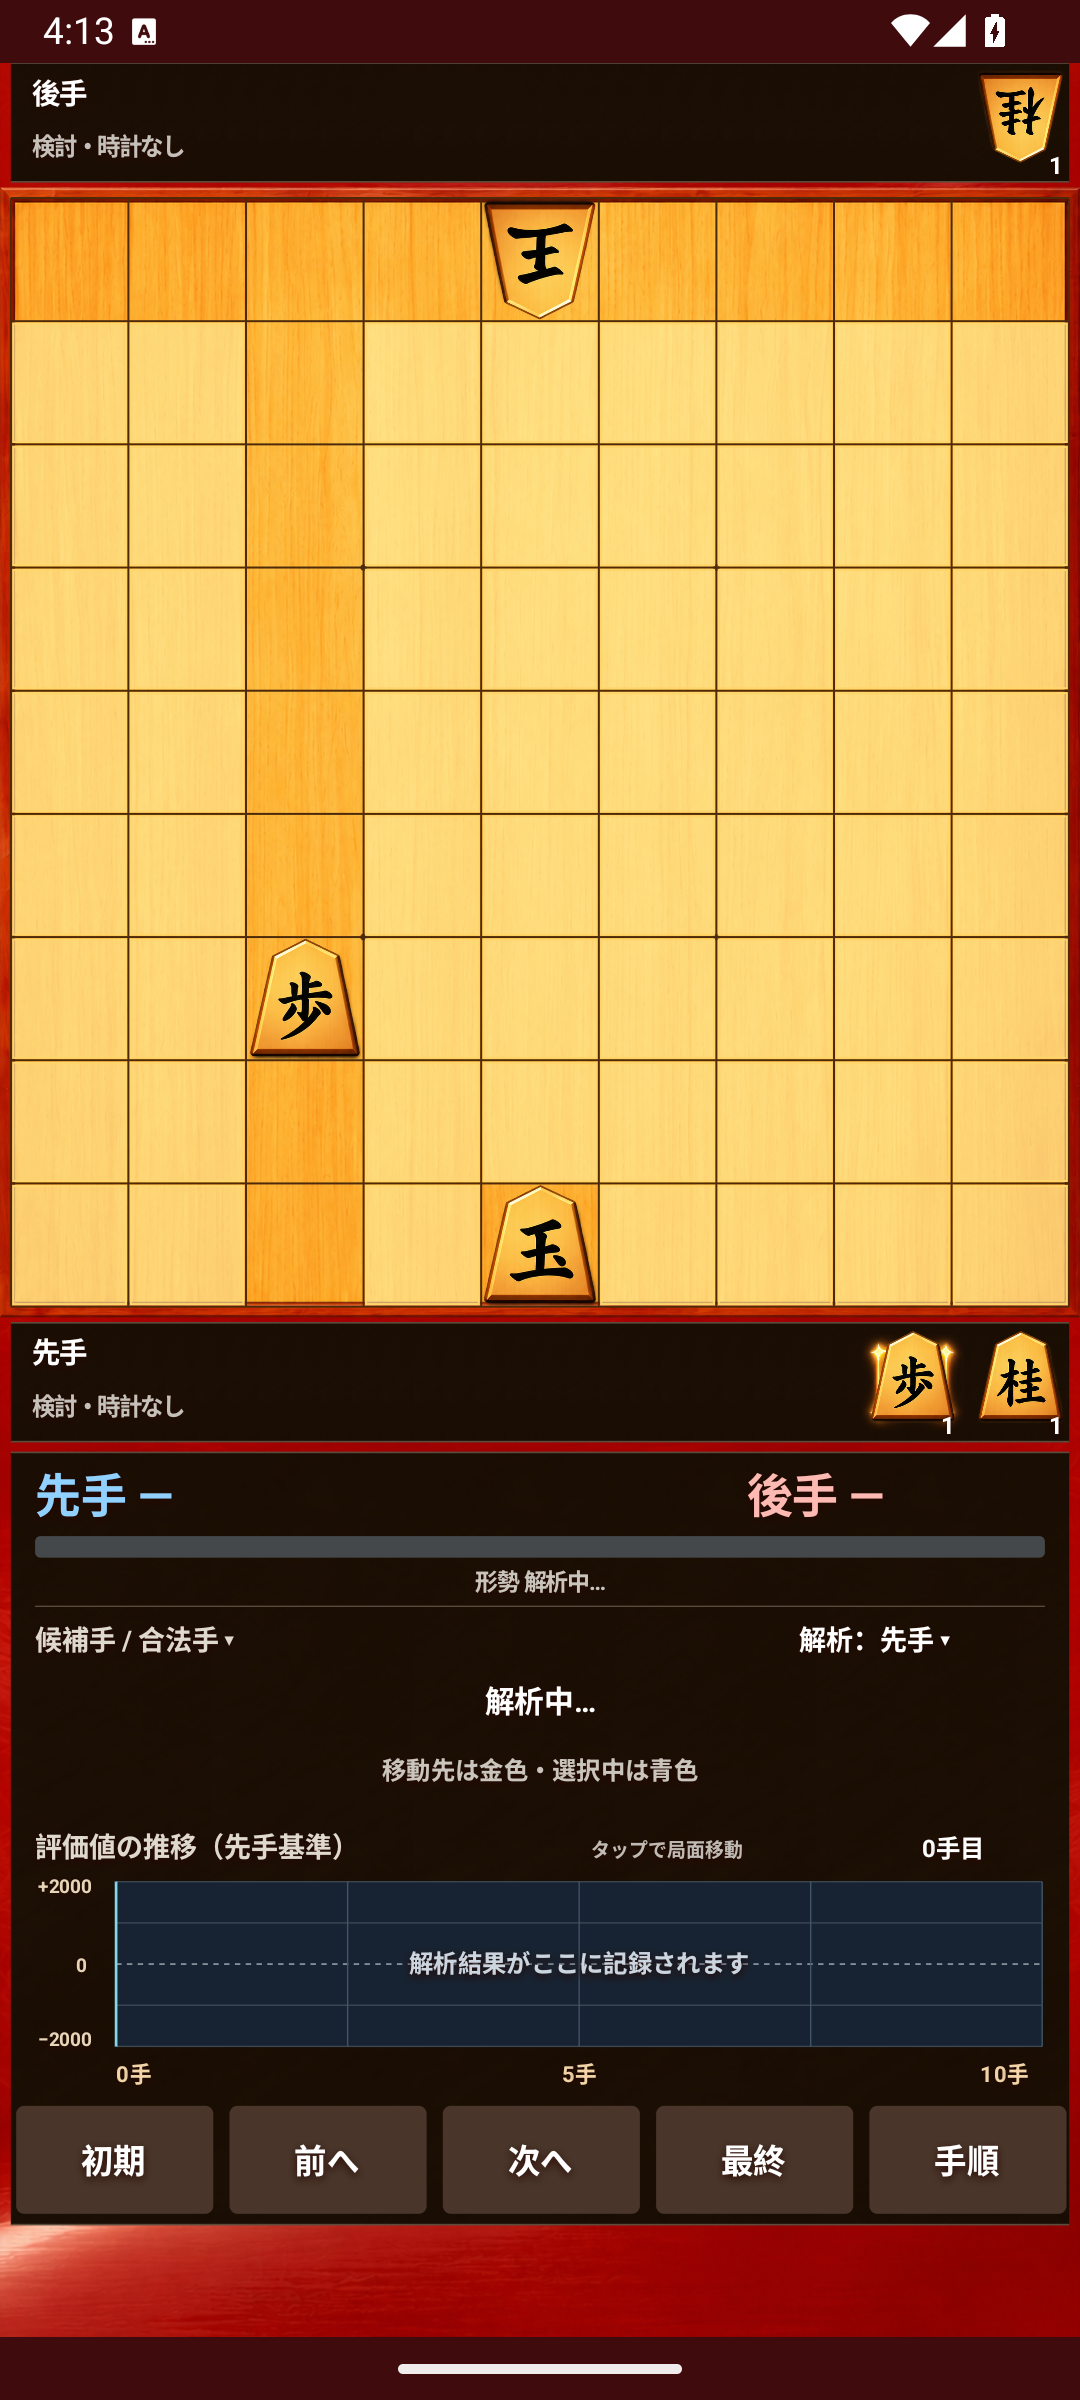 4:13 A
後手
検討・時計なし
桂
1
王
歩
玉
先手
検討・時計なし
歩 桂
1 1
先手 — 後手 —
形勢 解析中…
候補手 / 合法手 ▾ 解析：先手 ▾
解析中…
移動先は金色・選択中は青色
評価値の推移（先手基準） タップで局面移動 0手目
+2000
0
−2000
解析結果がここに記録されます
0手 5手 10手
初期 前へ 次へ 最終 手順